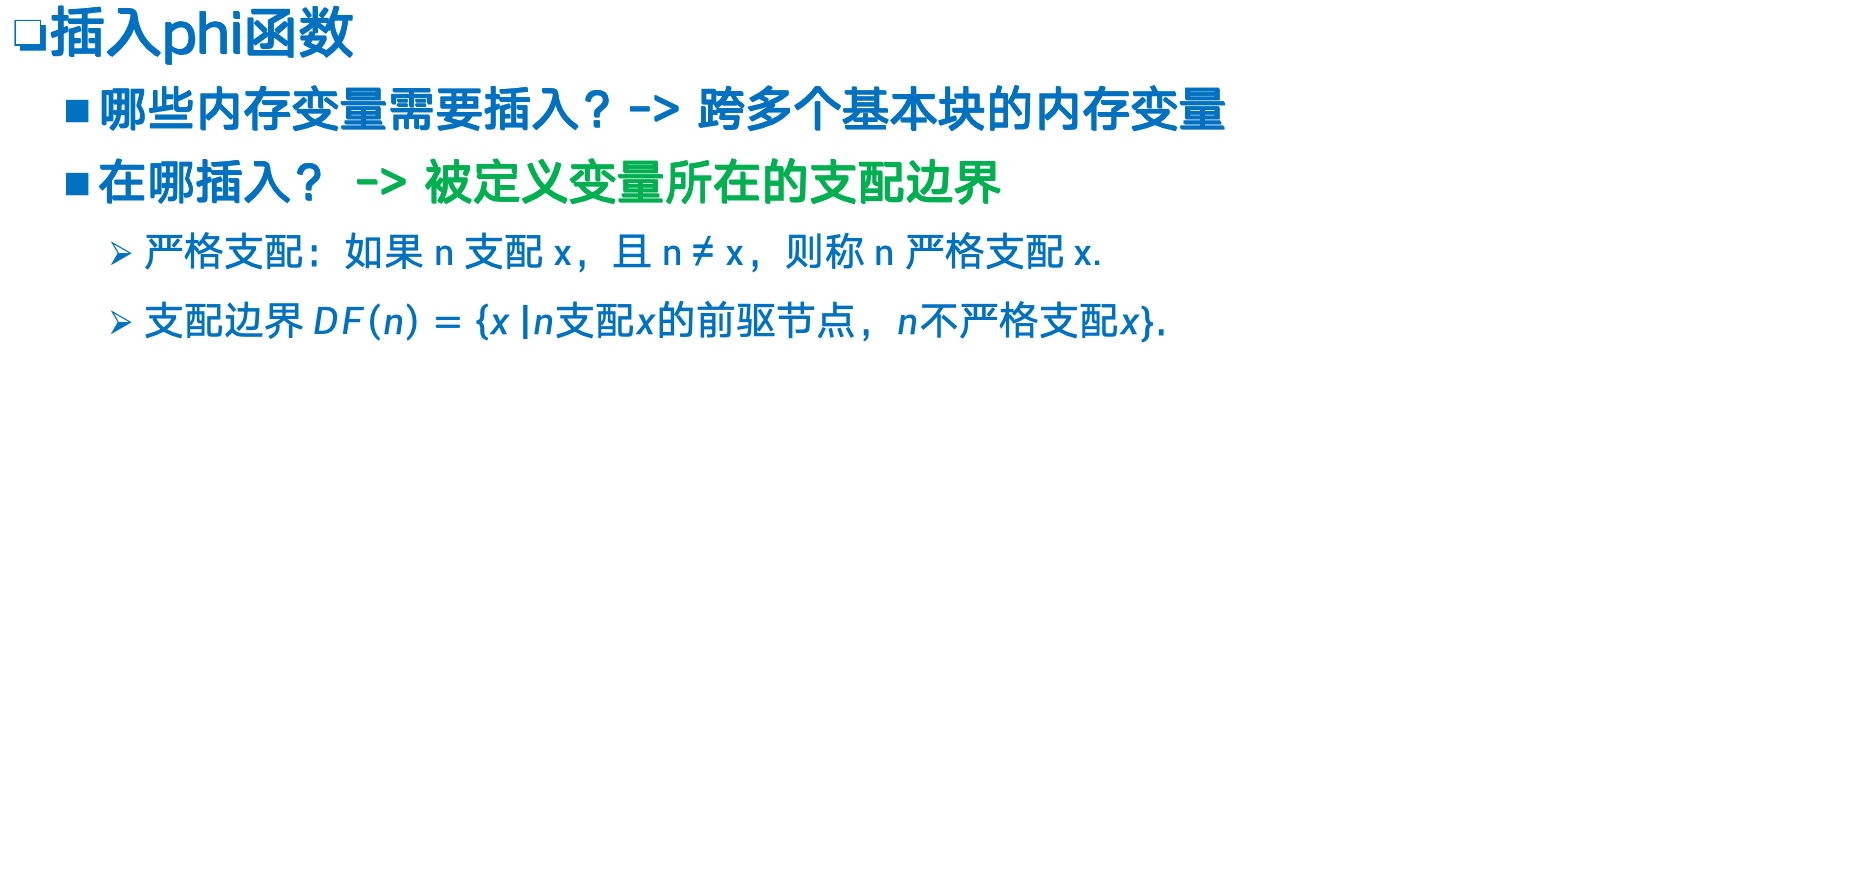 ❑插入phi函数
■ 哪些内存变量需要插入？-> 跨多个基本块的内存变量
■ 在哪插入？ -> 被定义变量所在的支配边界
➢ 严格支配：如果 n 支配 x，且 n ≠ x，则称 n 严格支配 x.
➢ 支配边界 DF(n) = {x |n支配x的前驱节点，n不严格支配x}.